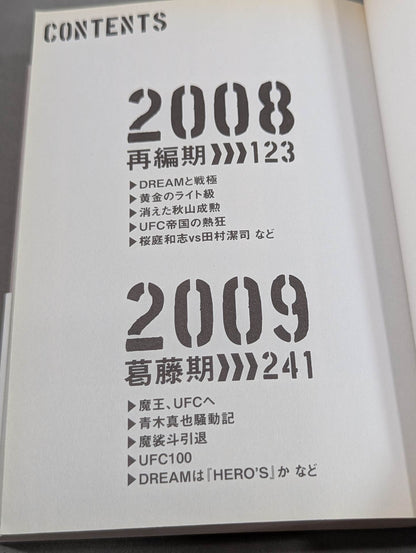 CONTENTS
2008
再編期》》》123
▶DREAMと戦極
▶黄金のライト級
▶消えた秋山成勲
▶UFC帝国の熱狂
▶桜庭和志vs田村潔司 など
2009
葛藤期》》》241
▶魔王、UFCへ
▶青木真也騒動記
▶魔裟斗引退
▶UFC100
▶DREAMは『HERO'S』か など